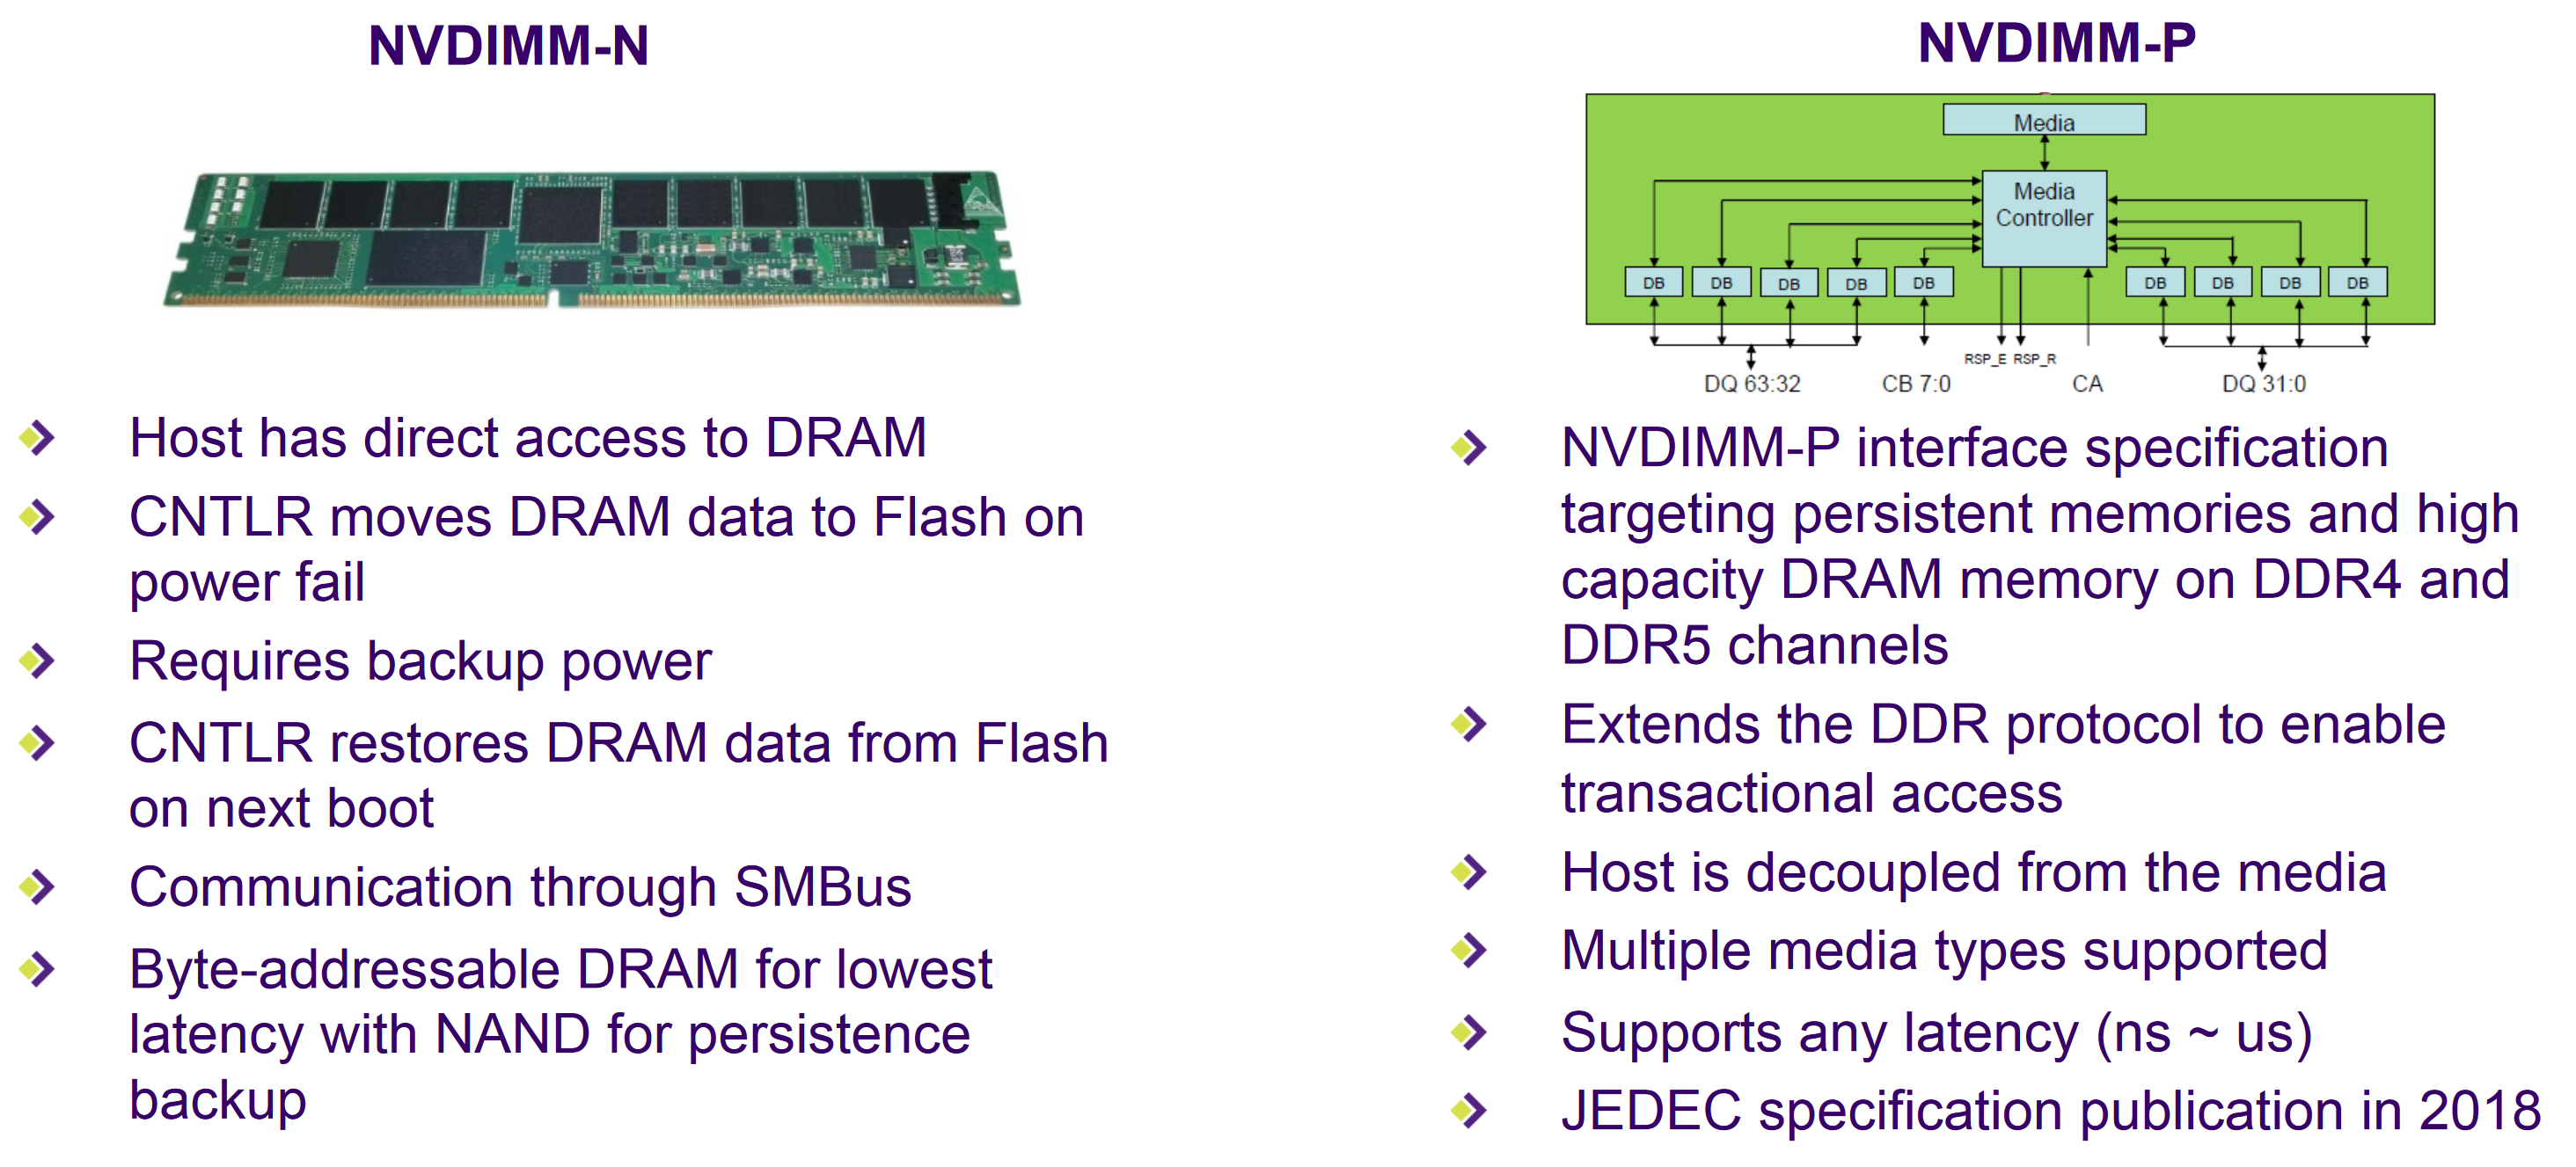 NVDIMM-N
Host has direct access to DRAM
CNTLR moves DRAM data to Flash on
power fail
Requires backup power
CNTLR restores DRAM data from Flash
on next boot
Communication through SMBus
Byte-addressable DRAM for lowest
latency with NAND for persistence
backup
NVDIMM-P
Media
Media
Controller
DB DB DB DB DB DB DB DB DB
RSP_E RSP_R
DQ 63:32 CB 7:0 CA DQ 31:0
NVDIMM-P interface specification
targeting persistent memories and high
capacity DRAM memory on DDR4 and
DDR5 channels
Extends the DDR protocol to enable
transactional access
Host is decoupled from the media
Multiple media types supported
Supports any latency (ns ~ us)
JEDEC specification publication in 2018